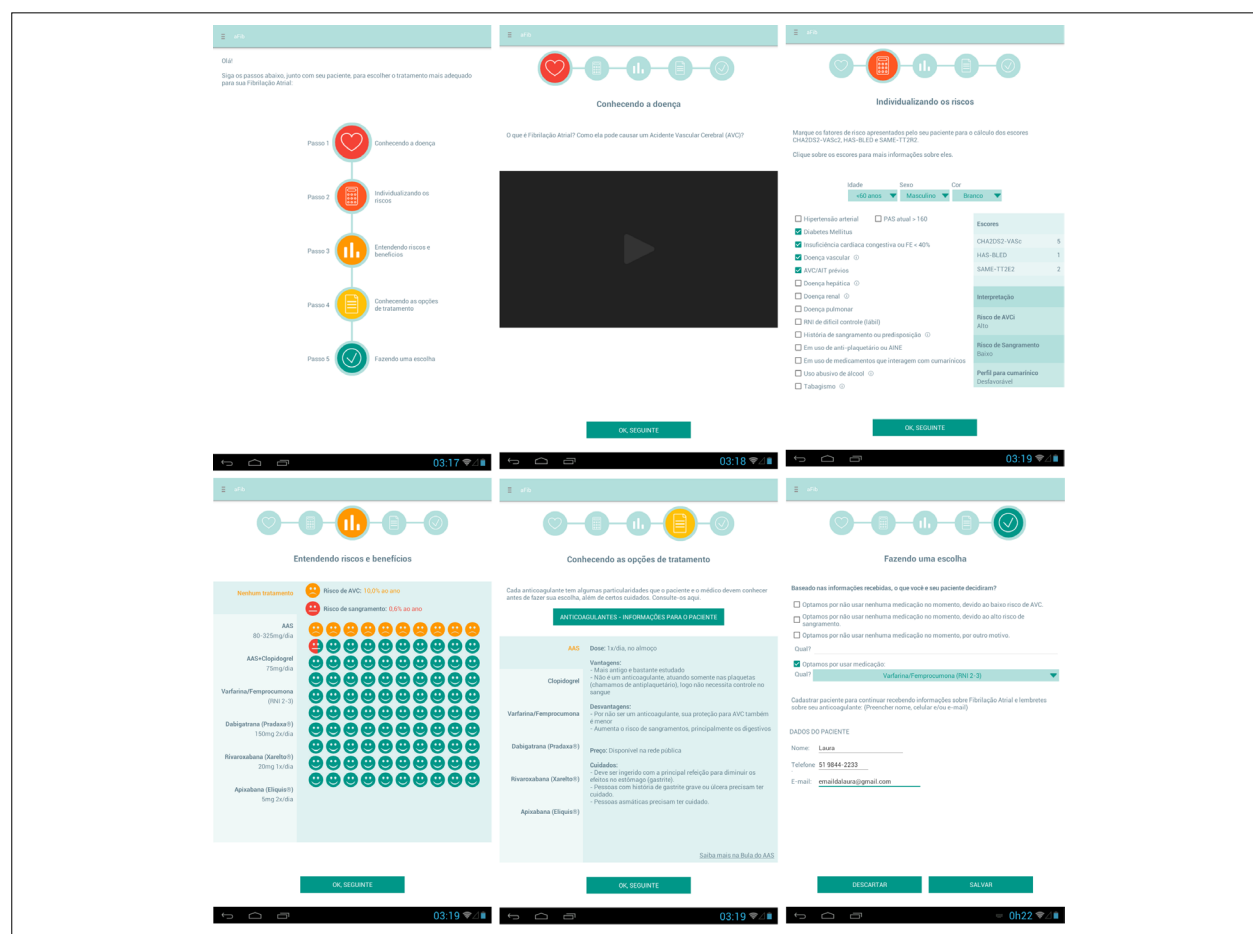 aFib
Olá!
Siga os passos abaixo, junto com seu paciente, para escolher o tratamento mais adequado
para sua Fibrilação Atrial:
Passo 1
Conhecendo a doença
Passo 2
Individualizando os
riscos
Passo 3
Entendendo riscos e
benefícios
Passo 4
Conhecendo as opções
de tratamento
Passo 5
Fazendo uma escolha
03:17
aFib
Conhecendo a doença
O que é Fibrilação Atrial? Como ela pode causar um Acidente Vascular Cerebral (AVC)?
OK, SEGUINTE
03:18
aFib
Individualizando os riscos
Marque os fatores de risco apresentados pelo seu paciente para o cálculo dos escores
CHA2DS2-VASc2, HAS-BLED e SAME-TT2R2.
Clique sobre os escores para mais informações sobre eles.
Idade Sexo Cor
<60 anos Masculino Branco
Hipertensão arterial PAS atual > 160
Diabetes Mellitus
Insuficiência cardíaca congestiva ou FE < 40%
Doença vascular
AVC/AIT prévios
Doença hepática
Doença renal
Doença pulmonar
RNI de difícil controle (lábil)
História de sangramento ou predisposição
Em uso de anti-plaquetário ou AINE
Em uso de medicamentos que interagem com cumarínicos
Uso abusivo de álcool
Tabagismo
Escores
CHA2DS2-VASc 5
HAS-BLED 1
SAME-TT2E2 2
Interpretação
Risco de AVCi
Alto
Risco de Sangramento
Baixo
Perfil para cumarínico
Desfavorável
OK, SEGUINTE
03:19
aFib
Entendendo riscos e benefícios
Nenhum tratamento
AAS
80-325mg/dia
AAS+Clopidogrel
75mg/dia
Varfarina/Femprocumona
(RNI 2-3)
Dabigatrana (Pradaxa®)
150mg 2x/dia
Rivaroxabana (Xarelto®)
20mg 1x/dia
Apixabana (Eliquis®)
5mg 2x/dia
Risco de AVC: 10,0% ao ano
Risco de sangramento: 0,6% ao ano
OK, SEGUINTE
03:19
aFib
Conhecendo as opções de tratamento
Cada anticoagulante tem algumas particularidades que o paciente e o médico devem conhecer
antes de fazer sua escolha, além de certos cuidados. Consulte-os aqui.
ANTICOAGULANTES - INFORMAÇÕES PARA O PACIENTE
AAS
Clopidogrel
Varfarina/Femprocumona
Dabigatrana (Pradaxa®)
Rivaroxabana (Xarelto®)
Apixabana (Eliquis®)
Dose: 1x/dia, no almoço
Vantagens:
- Mais antigo e bastante estudado
- Não é um anticoagulante, atuando somente nas plaquetas
(chamamos de antiplaquetário), logo não necessita controle no
sangue
Desvantagens:
- Por não ser um anticoagulante, sua proteção para AVC também
é menor
- Aumenta o risco de sangramentos, principalmente os digestivos
Preço: Disponível na rede pública
Cuidados:
- Deve ser ingerido com a principal refeição para diminuir os
efeitos no estômago (gastrite).
- Pessoas com história de gastrite grave ou úlcera precisam ter
cuidado.
- Pessoas asmáticas precisam ter cuidado.
Saiba mais na Bula do AAS
OK, SEGUINTE
03:19
aFib
Fazendo uma escolha
Baseado nas informações recebidas, o que você e seu paciente decidiram?
Optamos por não usar nenhuma medicação no momento, devido ao baixo risco de AVC.
Optamos por não usar nenhuma medicação no momento, devido ao alto risco de
sangramento.
Optamos por não usar nenhuma medicação no momento, por outro motivo.
Qual?
Optamos por usar medicação.
Qual? Varfarina/Femprocumona (RNI 2-3)
Cadastrar paciente para continuar recebendo informações sobre Fibrilação Atrial e lembretes
sobre seu anticoagulante. (Preencher nome, celular e/ou e-mail)
DADOS DO PACIENTE
Nome: Laura
Telefone 51 9844-2233
E-mail: emaildalaura@gmail.com
DESCARTAR SALVAR
0h22